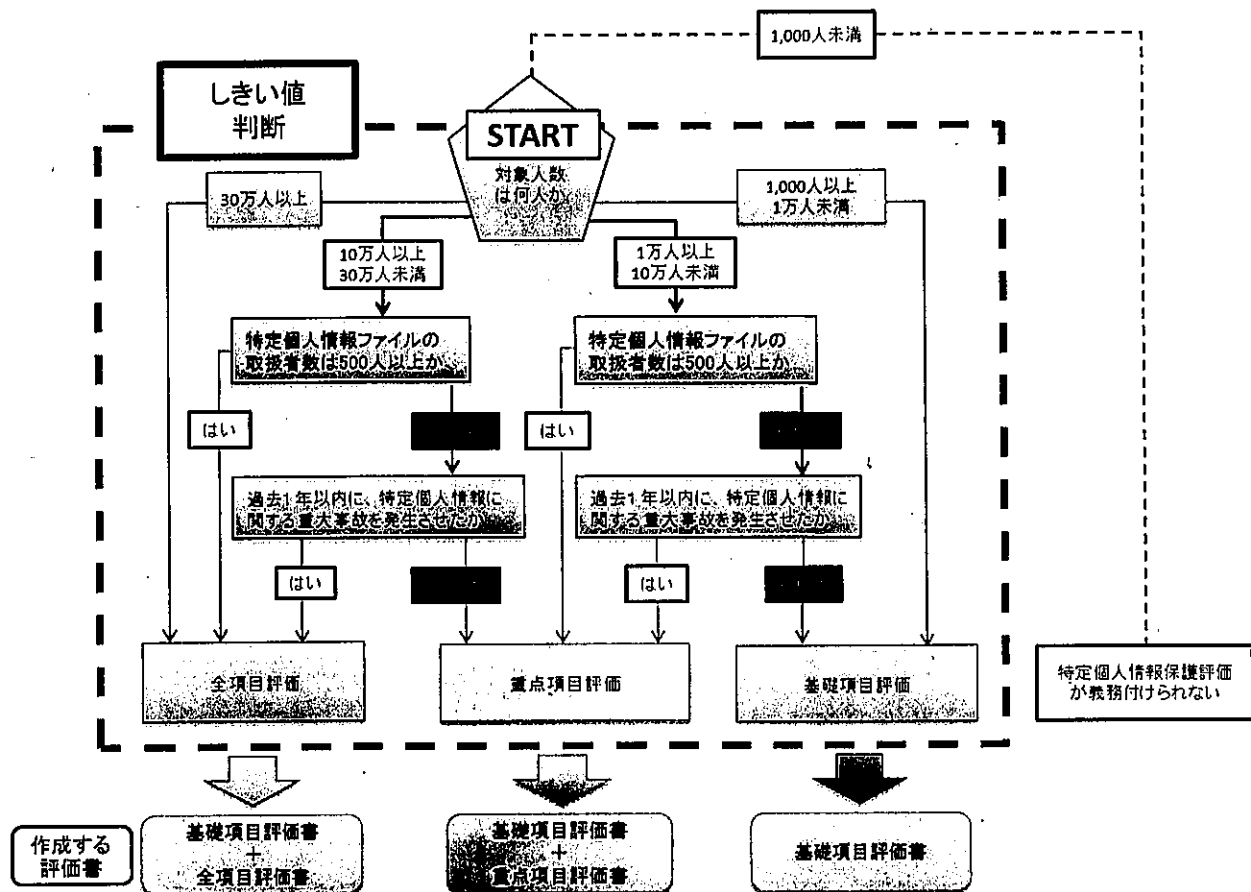 1,000人未満
しきい値
判断
START
対象人数
は何人か
30万人以上
1,000人以上
1万人未満
10万人以上
30万人未満
1万人以上
10万人未満
特定個人情報ファイルの
取扱者数は500人以上か
特定個人情報ファイルの
取扱者数は500人以上か
はい
はい
過去1年以内に、特定個人情報に
関する重大事故を発生させたか
過去1年以内に、特定個人情報に
関する重大事故を発生させたか
はい
はい
全項目評価
重点項目評価
基礎項目評価
特定個人情報保護評価
が義務付けられない
作成する
評価書
基礎項目評価書
+
全項目評価書
基礎項目評価書
+
重点項目評価書
基礎項目評価書